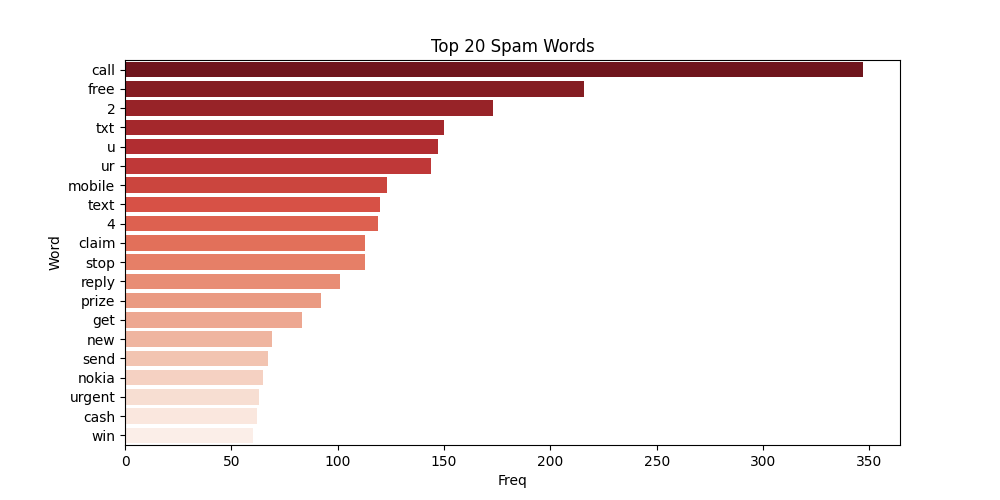 Top 20 Spam Words
Word
call
free
2
txt
u
ur
mobile
text
4
claim
stop
reply
prize
get
new
send
nokia
urgent
cash
win
0 50 100 150 200 250 300 350
Freq